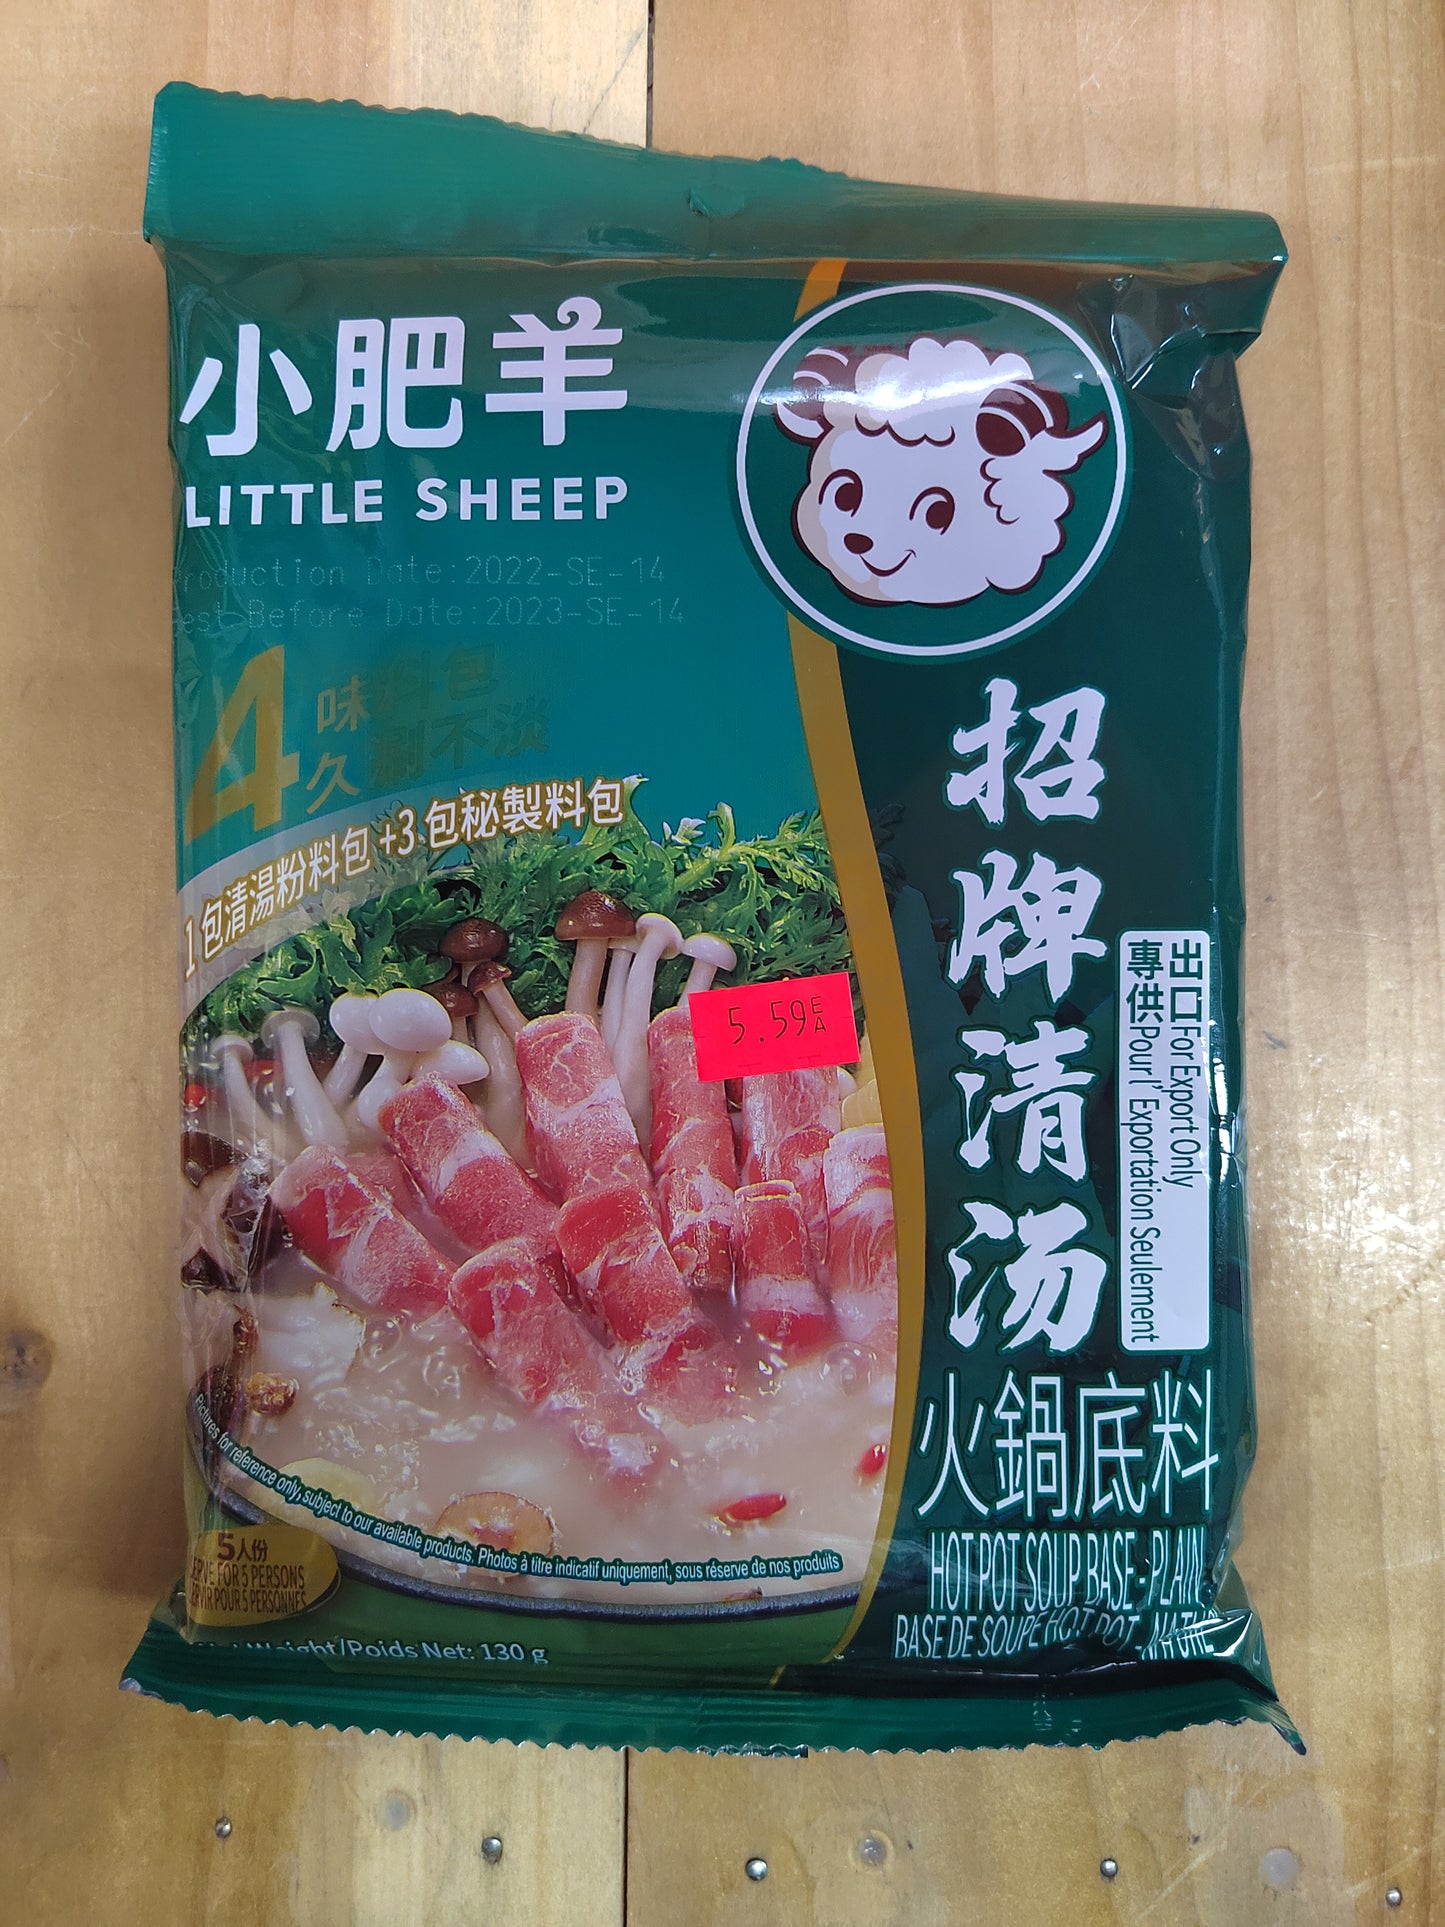 小肥羊
LITTLE SHEEP
Production Date:2022-SE-14
Best Before Date:2023-SE-14
4味料包
久涮不淡
1包清湯粉料包+3包秘製料包
5.59 EA
招牌清汤
出口 For Export Only
專供 Pour l'Exportation Seulement
火鍋底料
HOT POT SOUP BASE - PLAIN
BASE DE SOUPE HOT POT - NATURE
Pictures for reference only, subject to our available products. Photos à titre indicatif uniquement, sous réserve de nos produits
5人份
SERVE FOR 5 PERSONS
SERVIR POUR 5 PERSONNES
Weight/Poids Net: 130 g